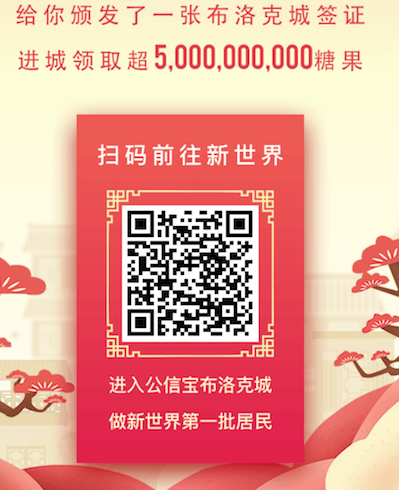 给你颁发了一张布洛克城签证
进城领取超5,000,000,000糖果
扫码前往新世界
进入公信宝布洛克城
做新世界第一批居民